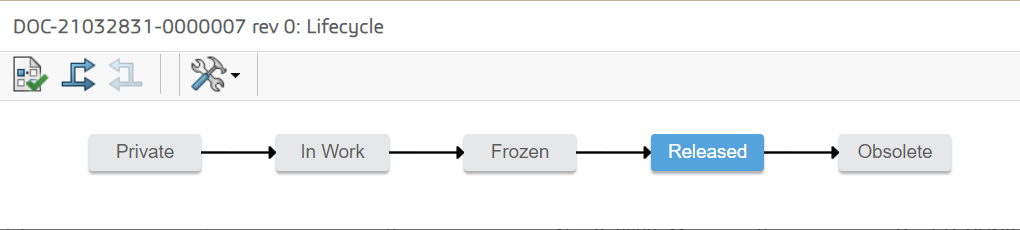 DOC-21032831-0000007 rev 0: Lifecycle
Private In Work Frozen Released Obsolete